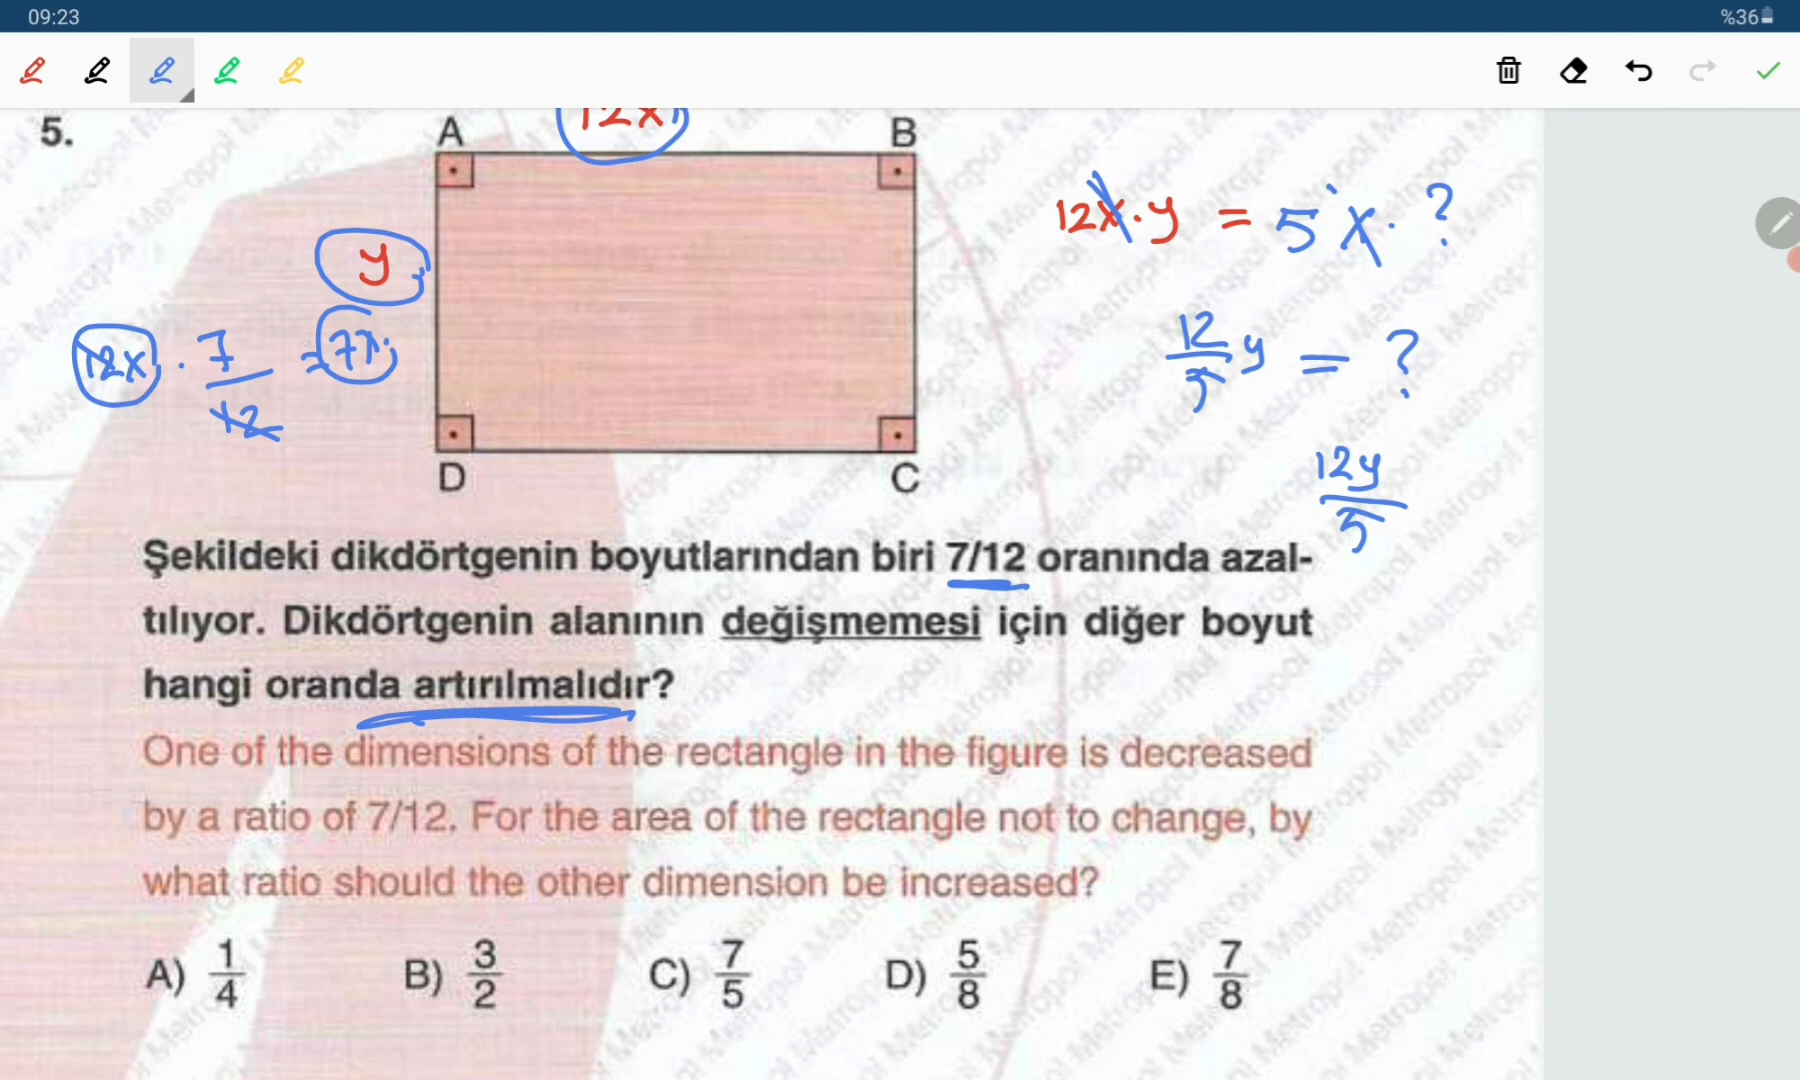 09:23 %36
5.
A 12x B
12x . y = 5x . ?
y
12x . 7/12 = 7x
12/5 y = ?
D C
12y/5
Şekildeki dikdörtgenin boyutlarından biri 7/12 oranında azal-
tılıyor. Dikdörtgenin alanının değişmemesi için diğer boyut
hangi oranda artırılmalıdır?
One of the dimensions of the rectangle in the figure is decreased
by a ratio of 7/12. For the area of the rectangle not to change, by
what ratio should the other dimension be increased?
A) 1/4 B) 3/2 C) 7/5 D) 5/8 E) 7/8